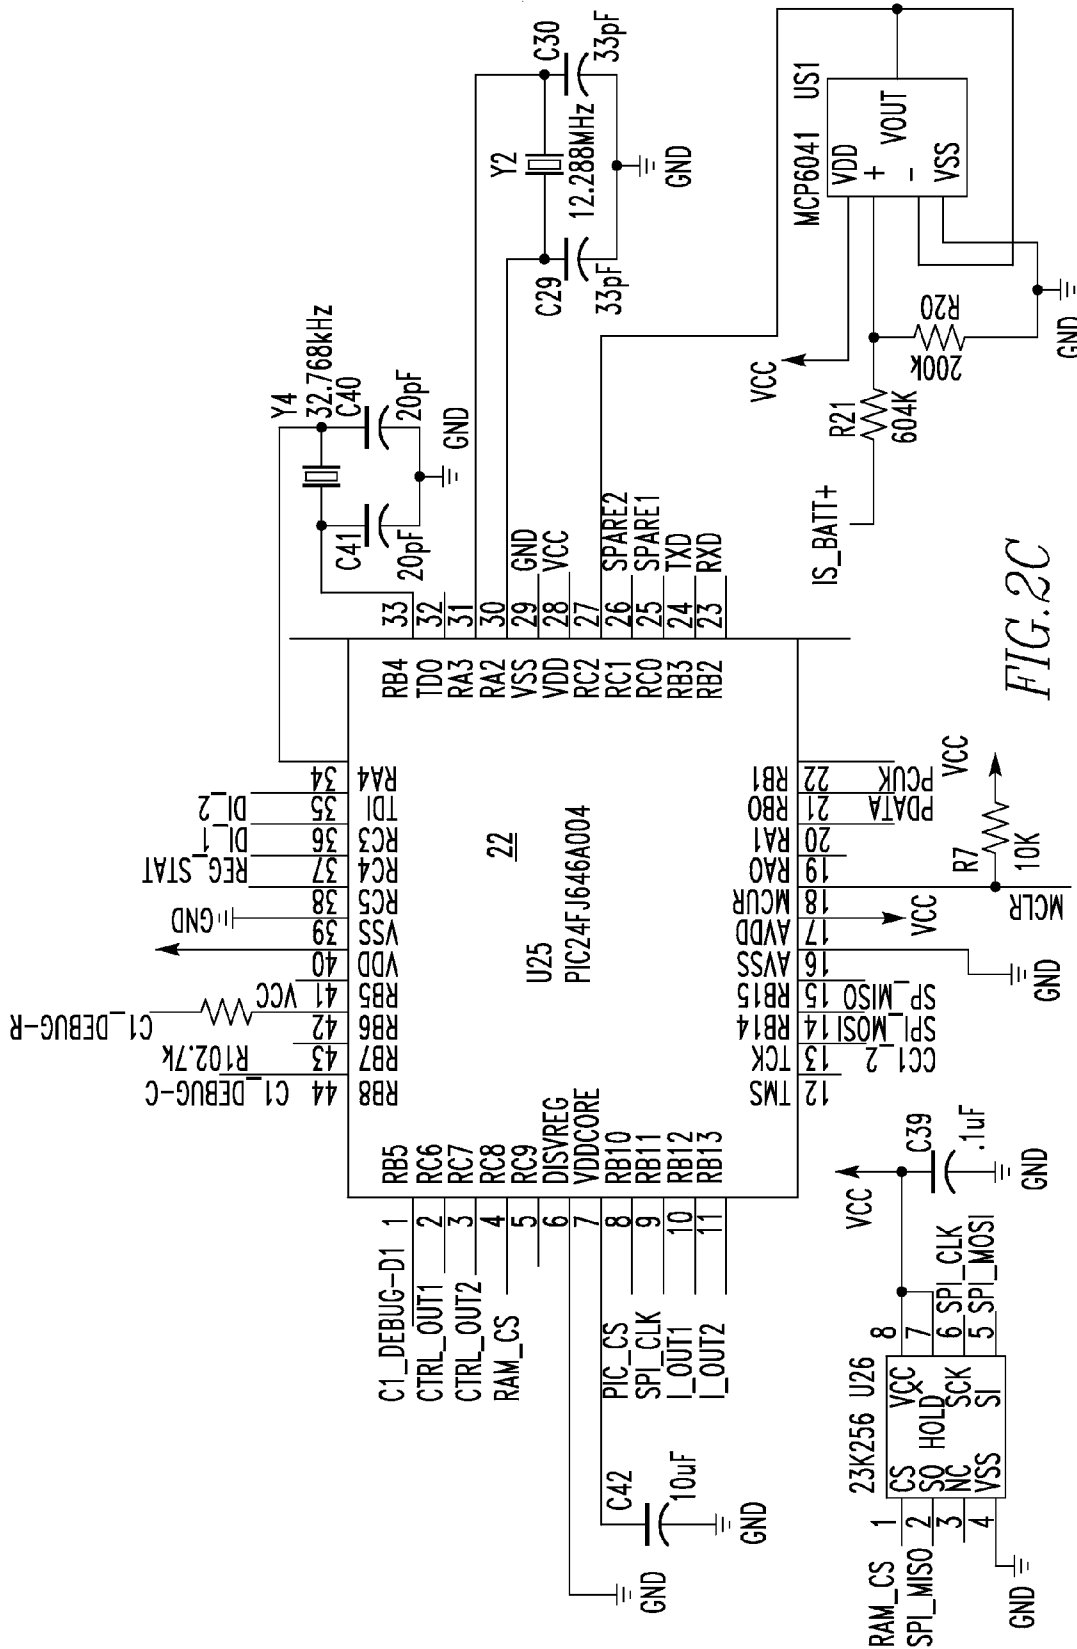 C1_DEBUG-D1 1 RB5
CTRL_OUT1 2 RC6
CTRL_OUT2 3 RC7
RAM_CS 4 RC8
5 RC9
6 DISVREG
7 VDDCORE
PIC_CS 8 RB10
SPI_CLK 9 RB11
I_OUT1 10 RB12
I_OUT2 11 RB13
C42
10uF
GND
GND
C1_DEBUG-C 44 RB8
R102.7k 43 RB7
C1_DEBUG-R 42 RB6
VCC 41 RB5
40 VDD
GND 39 VSS
38 RC5
REG_STAT 37 RC4
DI_1 36 RC3
DI_2 35 TDI
34 RA4
U25
PIC24FJ646A004
22
RB4 33
TDO 32
RA3 31
RA2 30
VSS 29 GND
VDD 28 VCC
RC2 27
RC1 26 SPARE2
RC0 25 SPARE1
RB3 24 TXD
RB2 23 RXD
Y4
32.768kHz
C41
20pF
C40
20pF
GND
Y2
12.288MHz
C29
33pF
C30
33pF
GND
TMS 12
TCK 13 CC1_2
RB14 14 SPI_MOSI
RB15 15 SP_MISO
AVSS 16
GND
AVDD 17
VCC
MCUR 18
MCLR
RA0 19
RA1 20
RB0 21 PDATA
RB1 22 PCUK
R7
10K
VCC
IS_BATT+
R21
604K
R20
200k
VCC
GND
MCP6041 US1
VDD
+
-
VSS
VOUT
23K256 U26
RAM_CS 1 CS
SPI_MISO 2 SO
3 NC
4 VSS
VCC 8
HOLD 7
SCK 6 SPI_CLK
SI 5 SPI_MOSI
GND
VCC
C39
.1uF
GND
FIG.2C